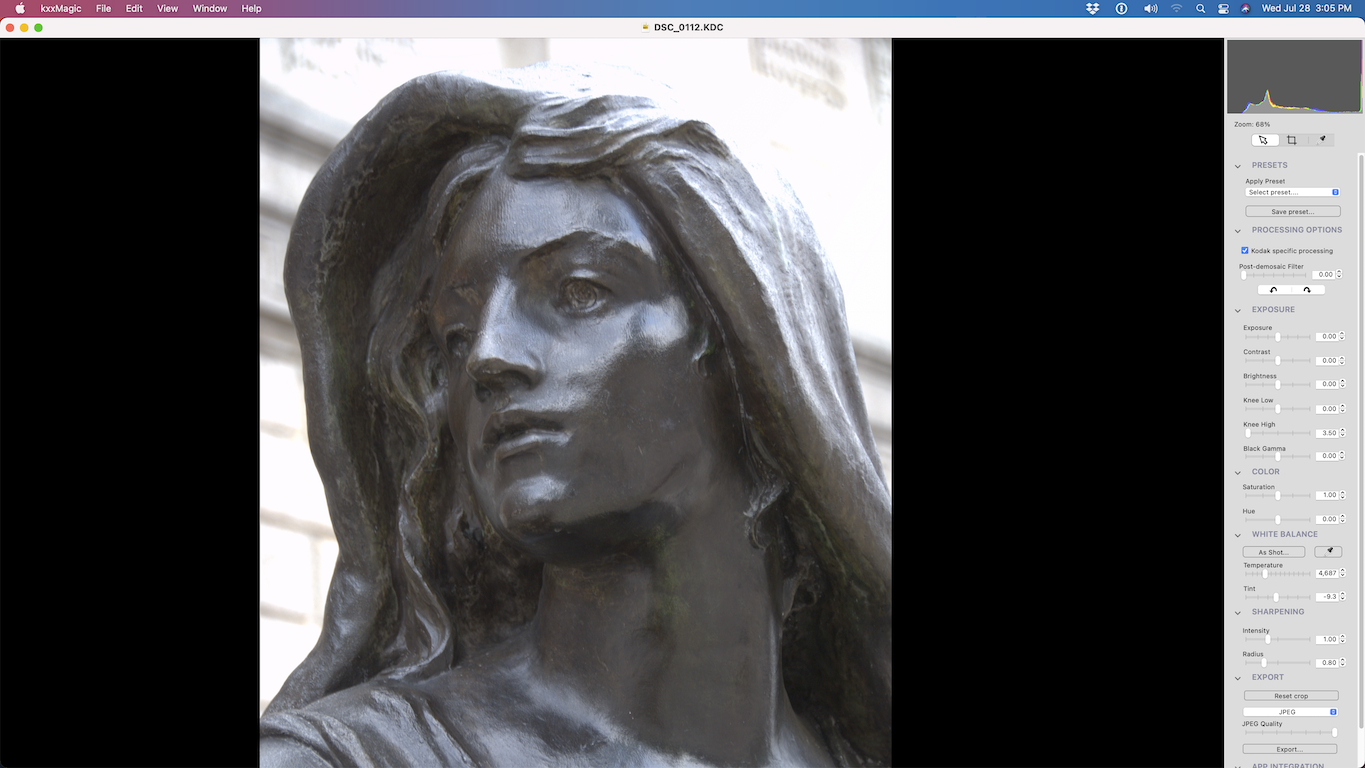 kxxMagic File Edit View Window Help Wed Jul 28 3:05 PM
DSC_0112.KDC
Zoom: 68%
PRESETS
Apply Preset
Select preset....
Save preset...
PROCESSING OPTIONS
Kodak specific processing
Post-demosaic Filter
0.00
EXPOSURE
Exposure
0.00
Contrast
0.00
Brightness
0.00
Knee Low
0.00
Knee High
3.50
Black Gamma
0.00
COLOR
Saturation
1.00
Hue
0.00
WHITE BALANCE
As Shot...
Temperature
4,687
Tint
-9.3
SHARPENING
Intensity
1.00
Radius
0.80
EXPORT
Reset crop
JPEG
JPEG Quality
Export...
APP INTEGRATION